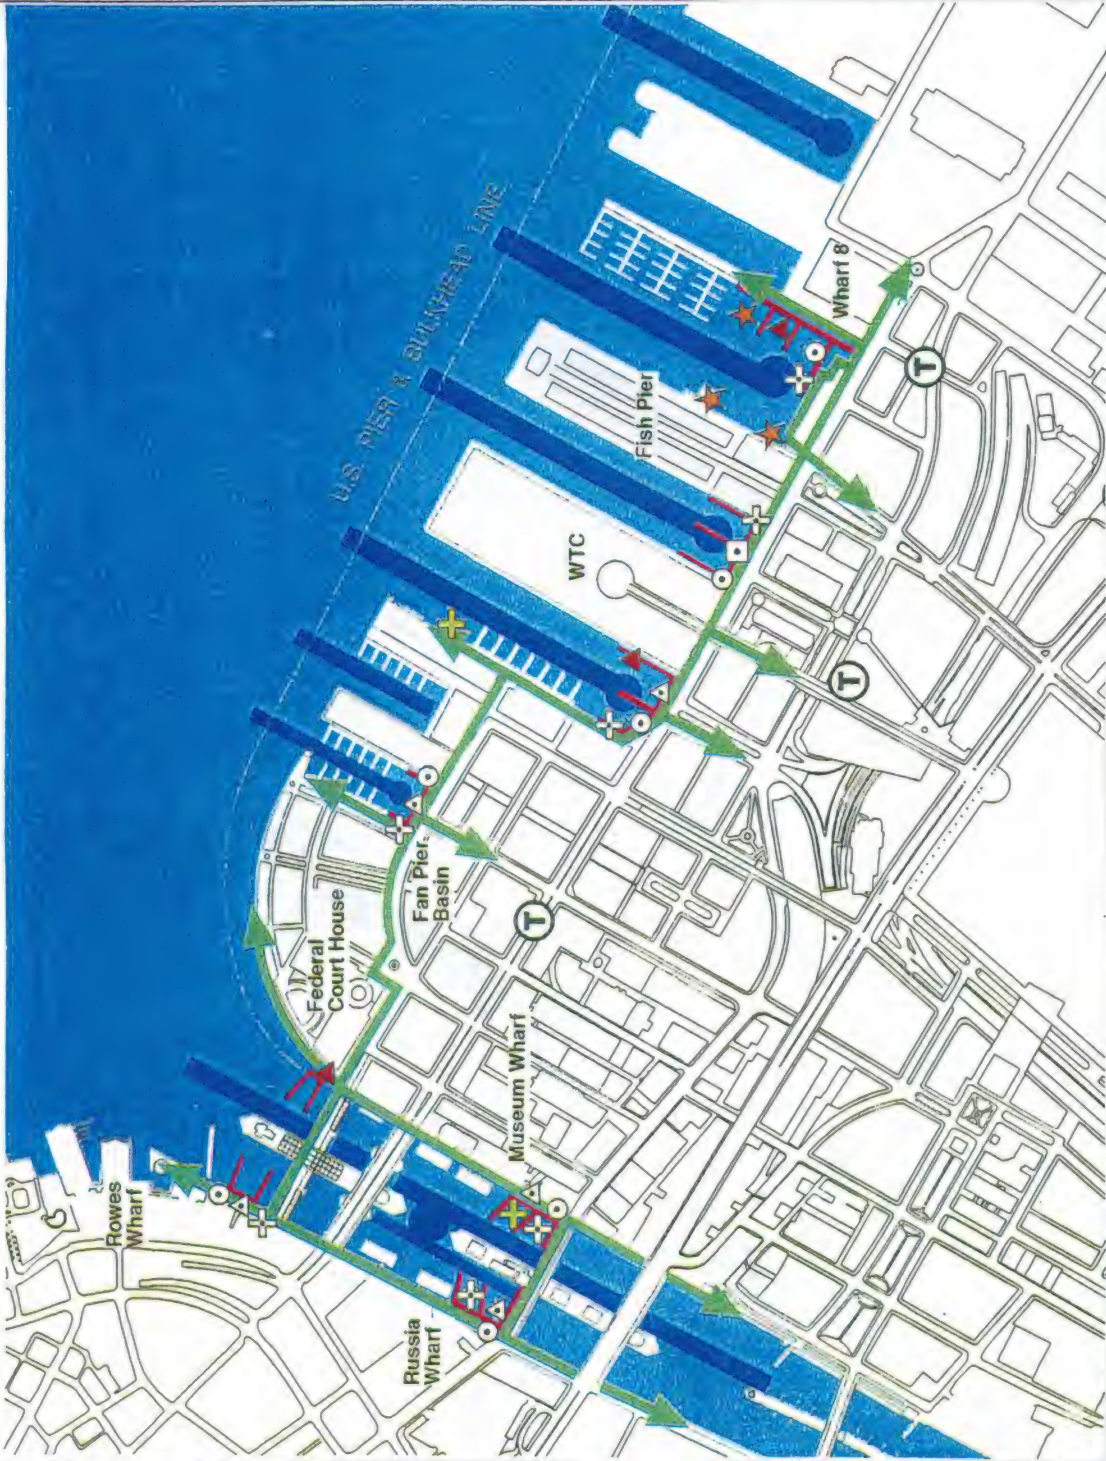 U.S. PIER & BULKHEAD LINE
Rowes
Wharf
Russia
Wharf
Museum Wharf
Federal
Court House
Fan Pier
Basin
WTC
Fish Pier
Wharf 8
T
T
T